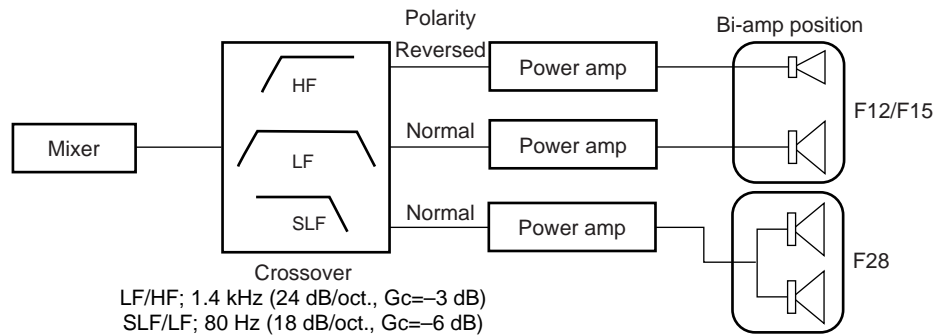 Polarity
Bi-amp position
Reversed
Power amp
HF
F12/F15
Mixer
Normal
Power amp
LF
Normal
Power amp
SLF
F28
Crossover
LF/HF; 1.4 kHz (24 dB/oct., Gc=–3 dB)
SLF/LF; 80 Hz (18 dB/oct., Gc=–6 dB)